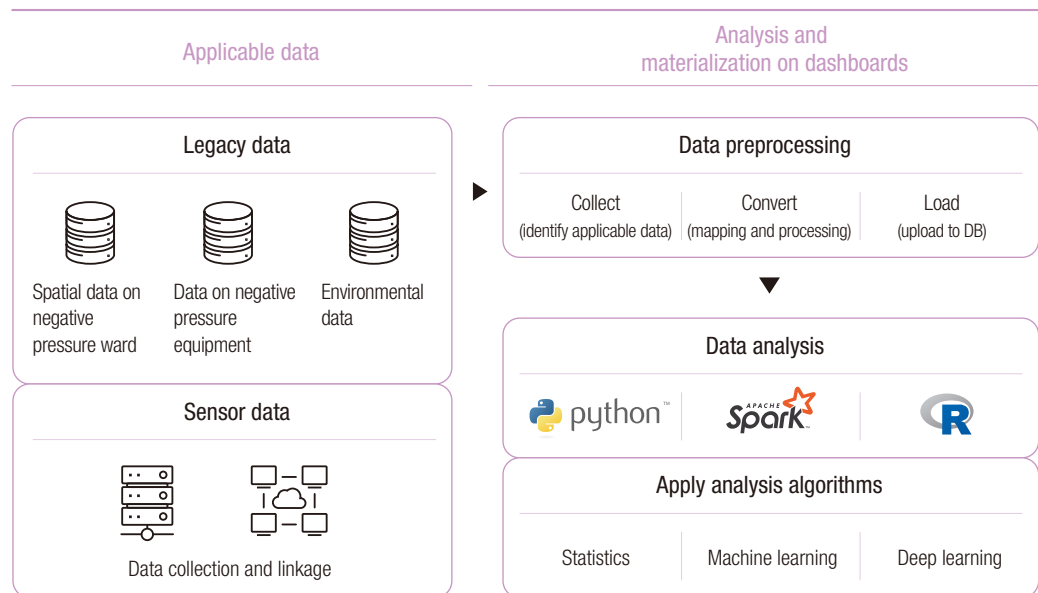 Applicable data
Analysis and
materialization on dashboards
Legacy data
Spatial data on
negative
pressure ward
Data on negative
pressure
equipment
Environmental
data
Sensor data
Data collection and linkage
Data preprocessing
Collect
(identify applicable data)
Convert
(mapping and processing)
Load
(upload to DB)
Data analysis
python™
APACHE
Spark™
R
Apply analysis algorithms
Statistics
Machine learning
Deep learning